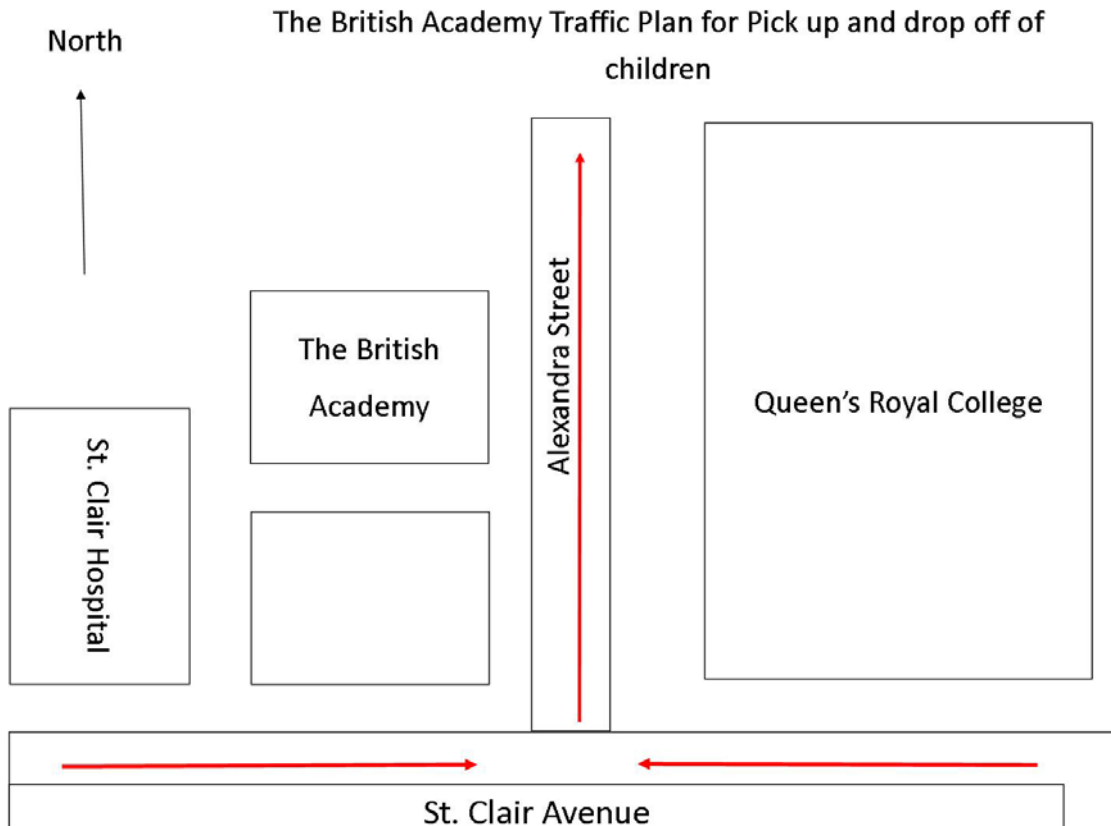 The British Academy Traffic Plan for Pick up and drop off of
children
North
The British
Academy
Alexandra Street
Queen’s Royal College
St. Clair Hospital
St. Clair Avenue